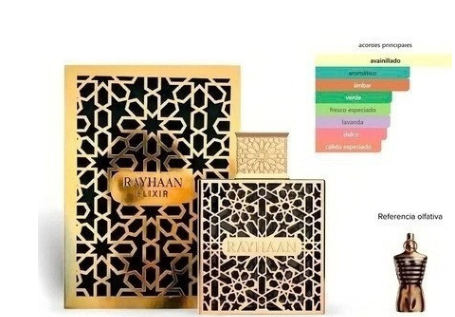 acordes principales
avainillado
aromático
ámbar
verde
fresco especiado
lavanda
dulce
cálido especiado
RAYHAAN
ELIXIR
RAYHAAN
Referencia olfativa